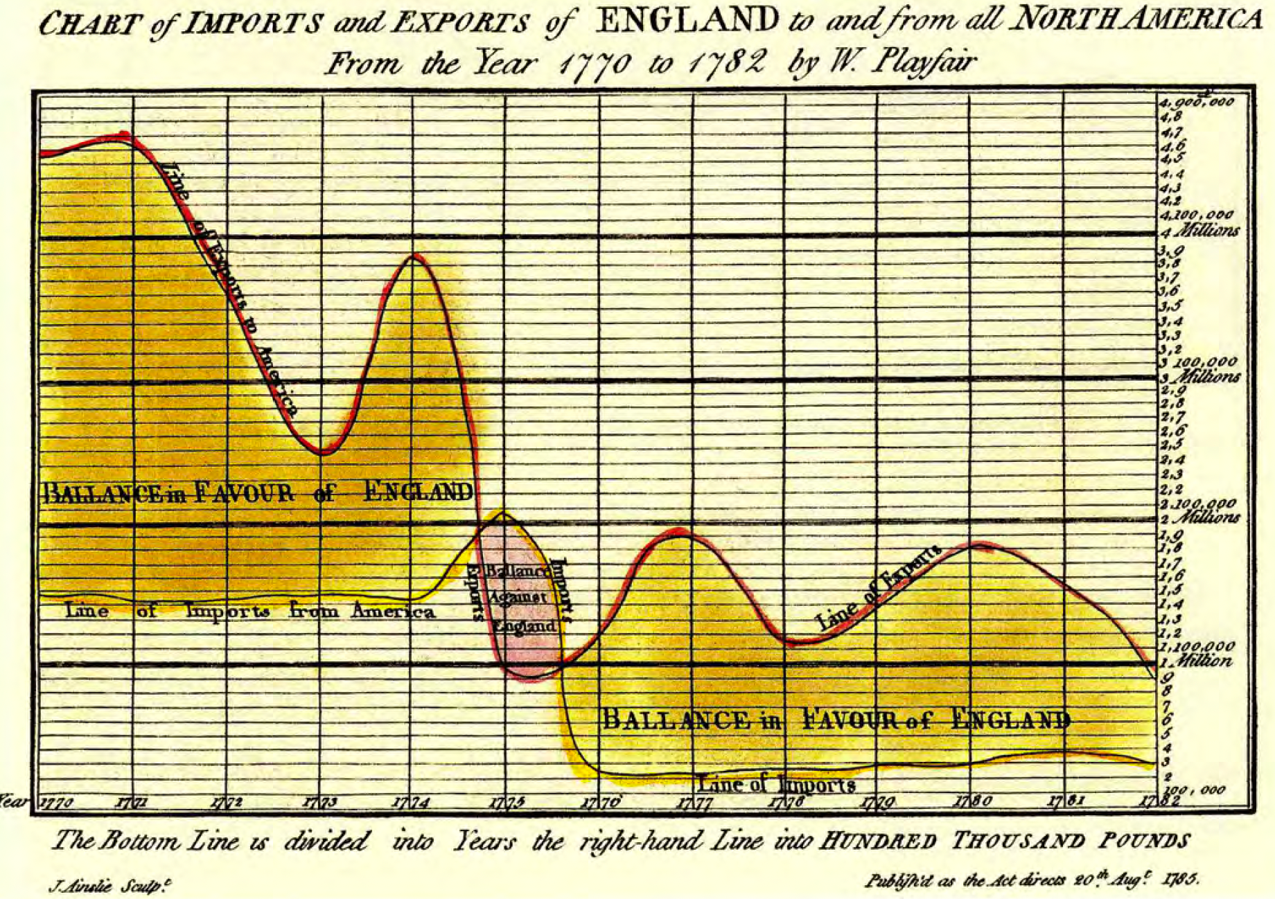 CHART of IMPORTS and EXPORTS of ENGLAND to and from all NORTH AMERICA
From the Year 1770 to 1782 by W. Playfair
4,900,000
4,8
4,7
4,6
4,5
4,4
4,3
4,2
4,100,000
4 Millions
3,9
3,8
3,7
3,6
3,5
3,4
3,3
3,2
3 100,000
3 Millions
2,9
2,8
2,7
2,6
2,5
2,4
2,3
2,2
2,100,000
2 Millions
1,9
1,8
1,7
1,6
1,5
1,4
1,3
1,2
1,100,000
1 Million
9
8
7
6
5
4
3
2
100,000
Line of Exports to America
BALLANCE in FAVOUR of ENGLAND
Line of Imports from America
Exports
Ballance
Against
England
Imports
Line of Exports
BALLANCE in FAVOUR of ENGLAND
Line of Imports
Year 1770 1771 1772 1773 1774 1775 1776 1777 1778 1779 1780 1781 1782
The Bottom Line is divided into Years the right-hand Line into HUNDRED THOUSAND POUNDS
J. Ainslie Sculpt.
Publish'd as the Act directs 20th. Augt. 1785.